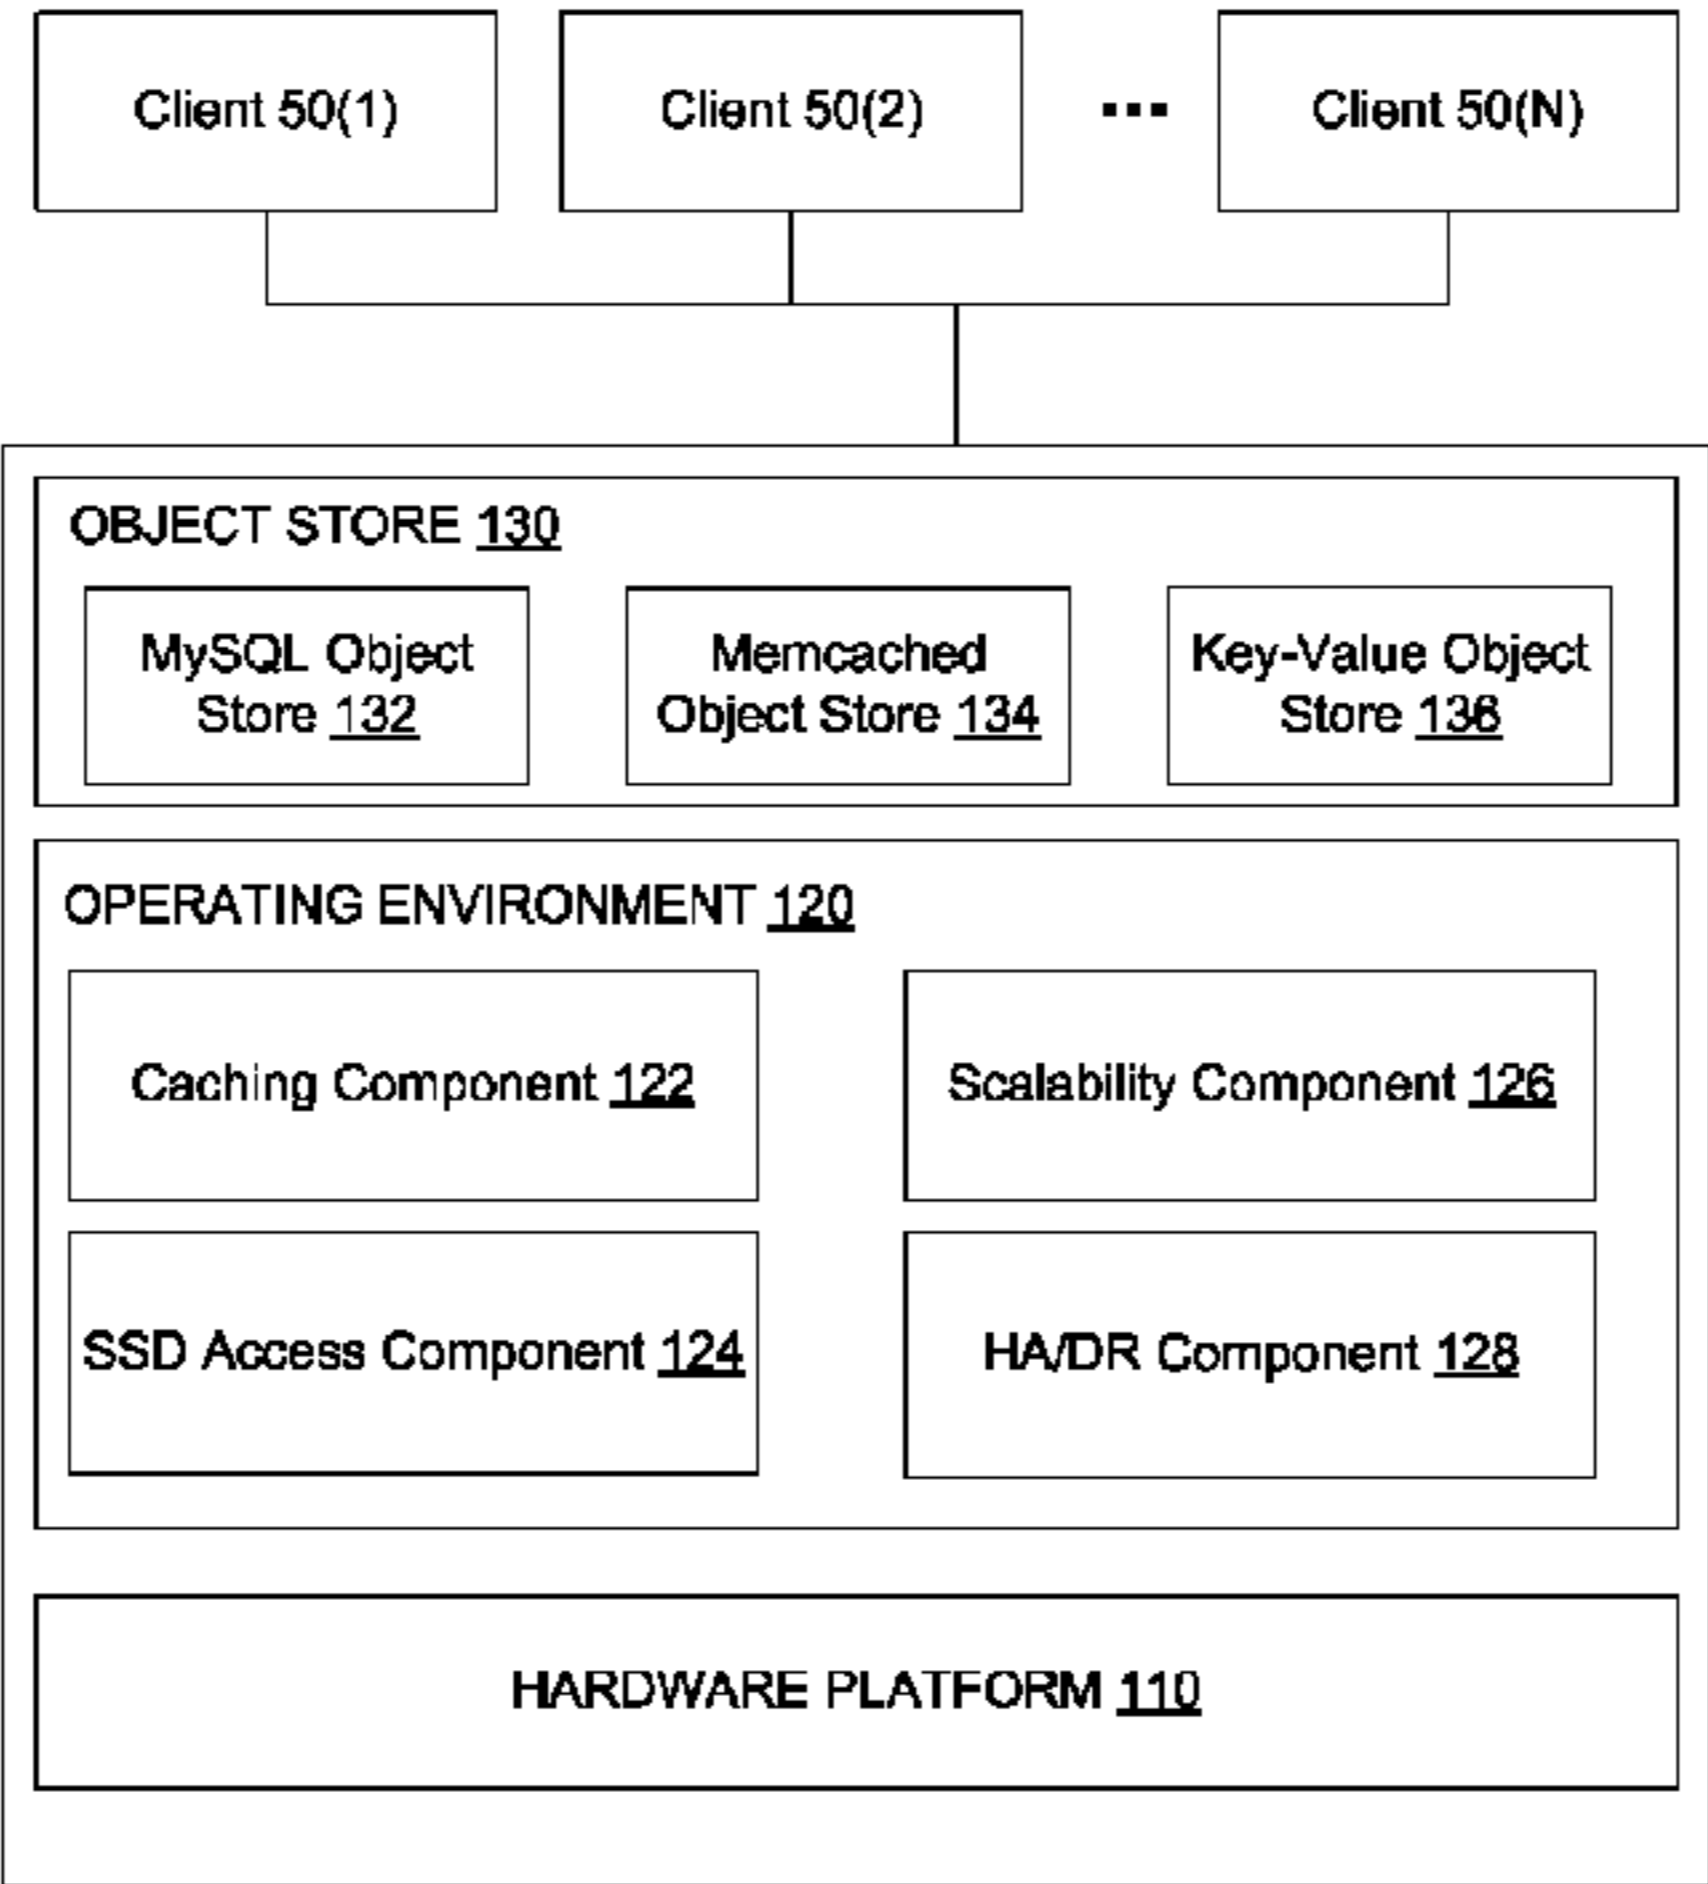 Client 50(1)
Client 50(2)
...
Client 50(N)
OBJECT STORE 130
MySQL Object
Store 132
Memcached
Object Store 134
Key-Value Object
Store 136
OPERATING ENVIRONMENT 120
Caching Component 122
Scalability Component 126
SSD Access Component 124
HA/DR Component 128
HARDWARE PLATFORM 110